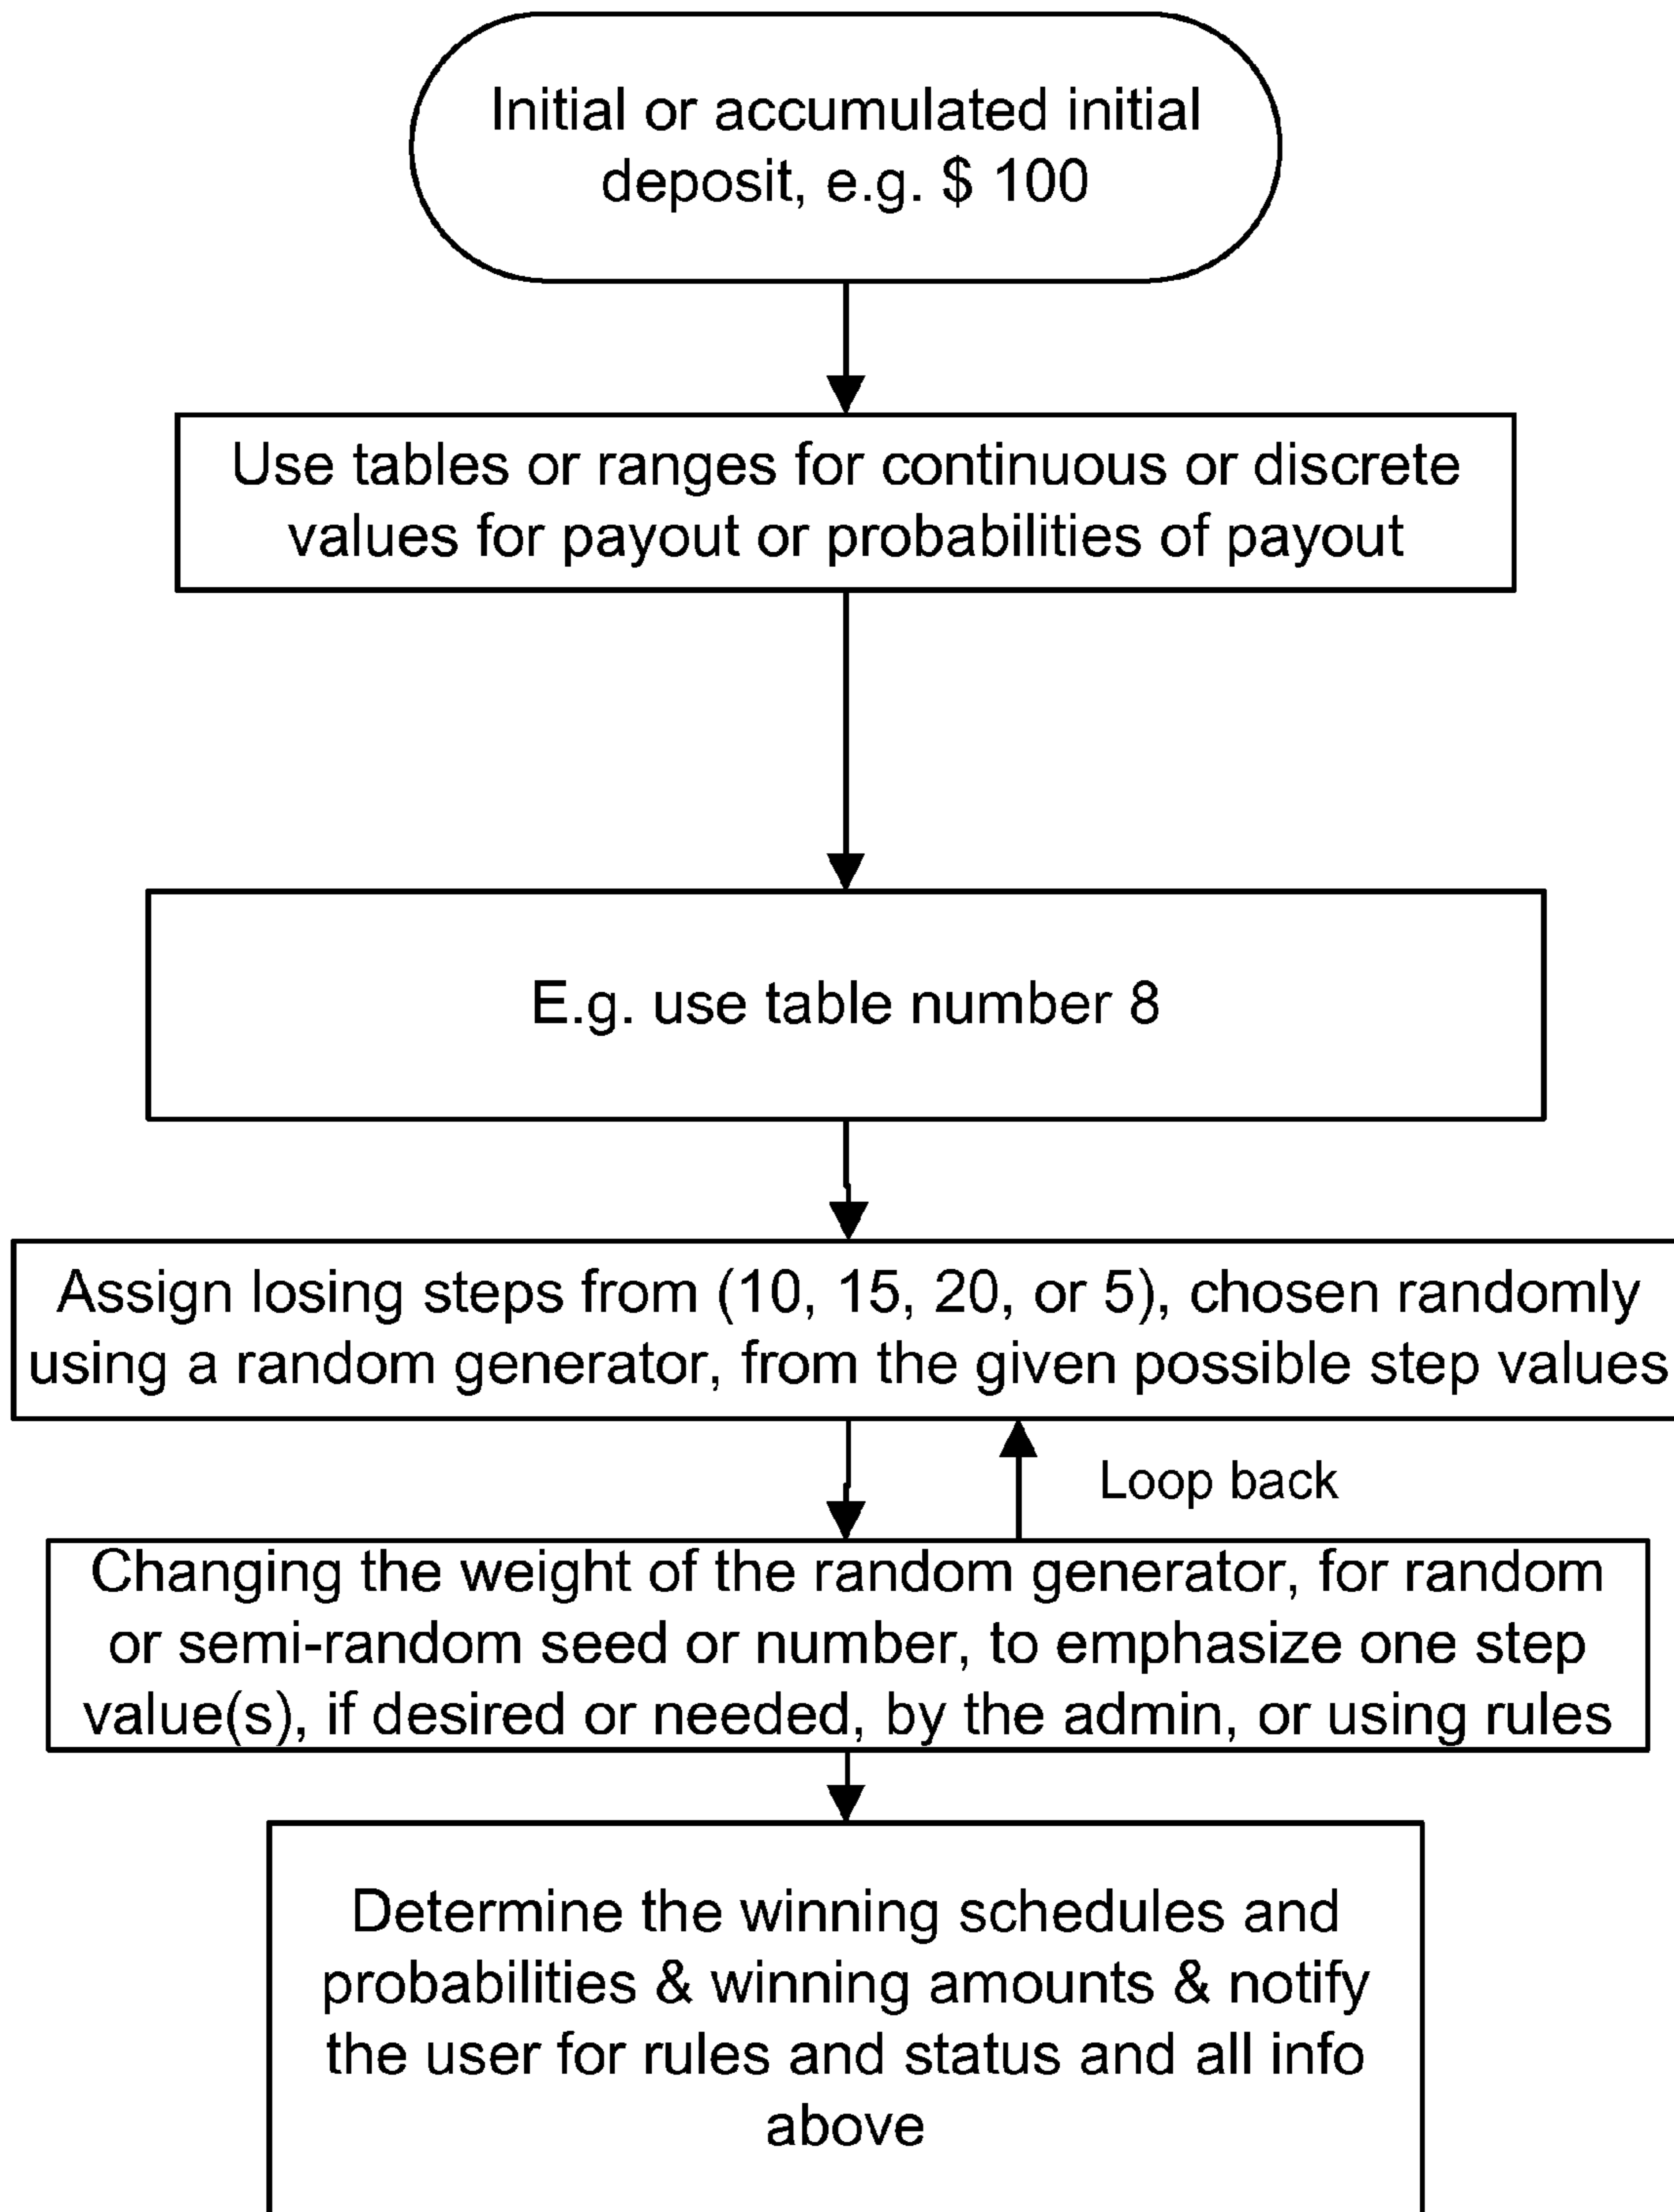 Initial or accumulated initial
deposit, e.g. $ 100
Use tables or ranges for continuous or discrete
values for payout or probabilities of payout
E.g. use table number 8
Assign losing steps from (10, 15, 20, or 5), chosen randomly
using a random generator, from the given possible step values
Loop back
Changing the weight of the random generator, for random
or semi-random seed or number, to emphasize one step
value(s), if desired or needed, by the admin, or using rules
Determine the winning schedules and
probabilities & winning amounts & notify
the user for rules and status and all info
above